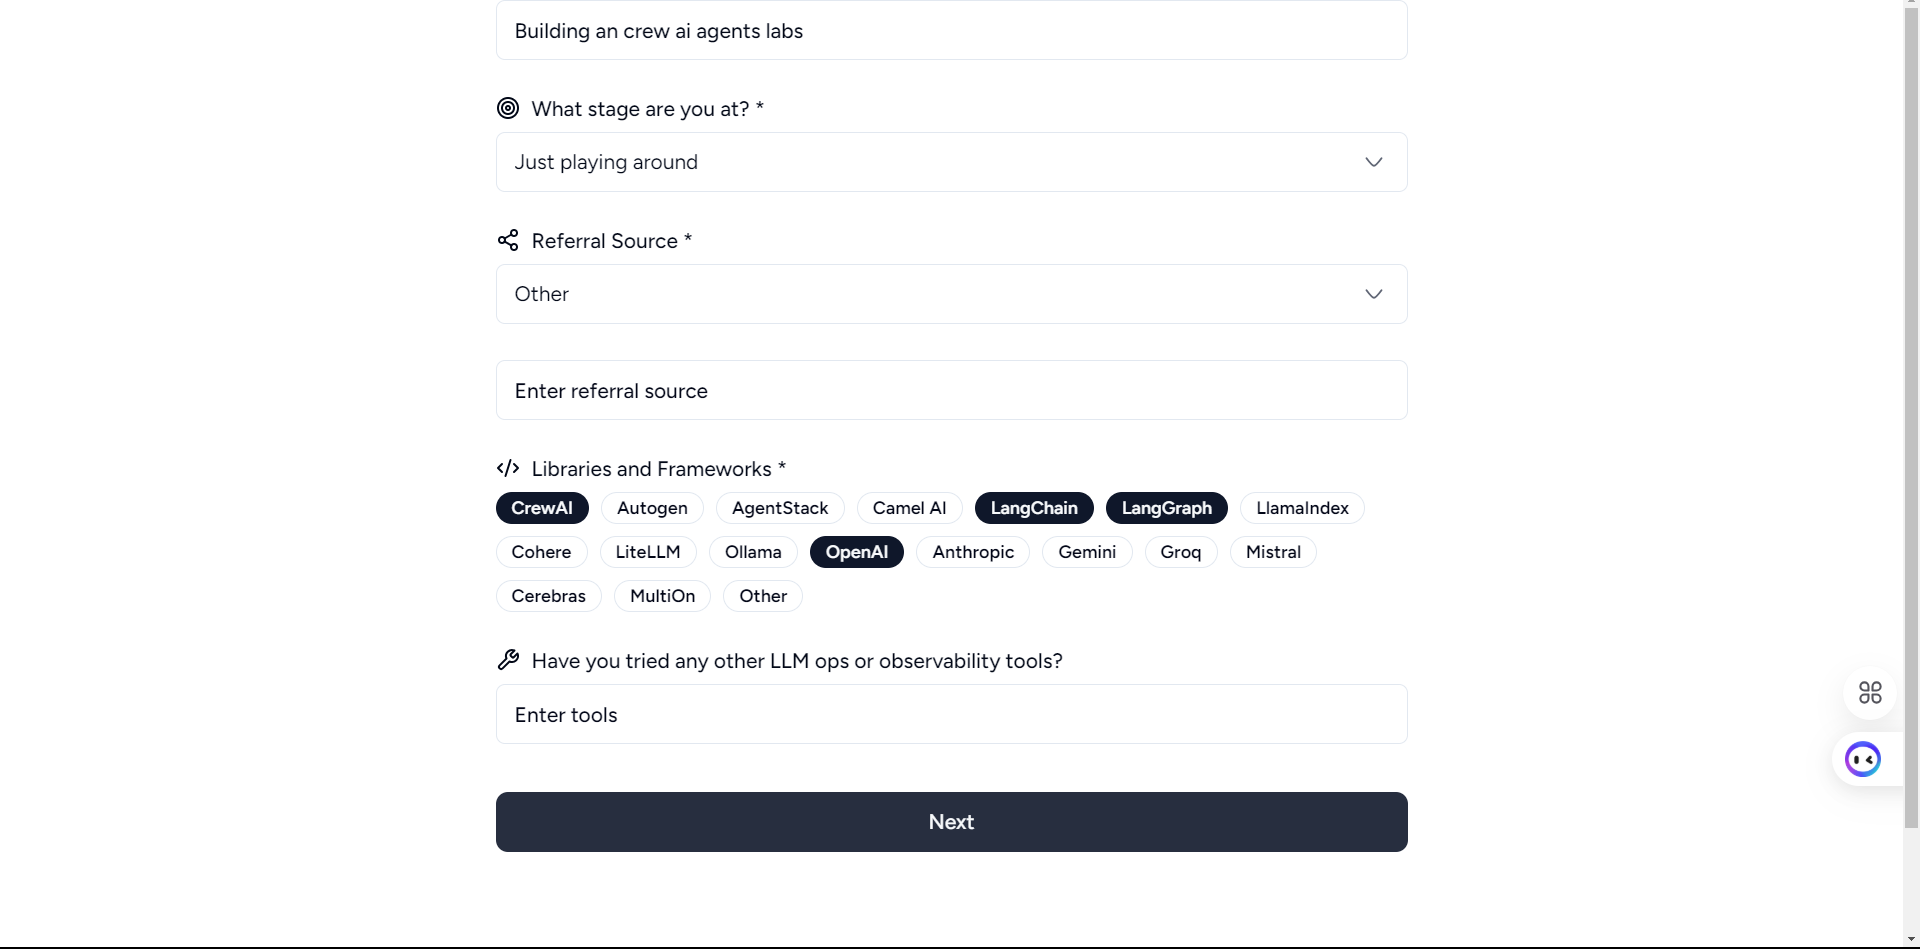 Building an crew ai agents labs
What stage are you at? *
Just playing around
Referral Source *
Other
Enter referral source
Libraries and Frameworks *
CrewAI Autogen AgentStack Camel AI LangChain LangGraph LlamaIndex
Cohere LiteLLM Ollama OpenAI Anthropic Gemini Groq Mistral
Cerebras MultiOn Other
Have you tried any other LLM ops or observability tools?
Enter tools
Next